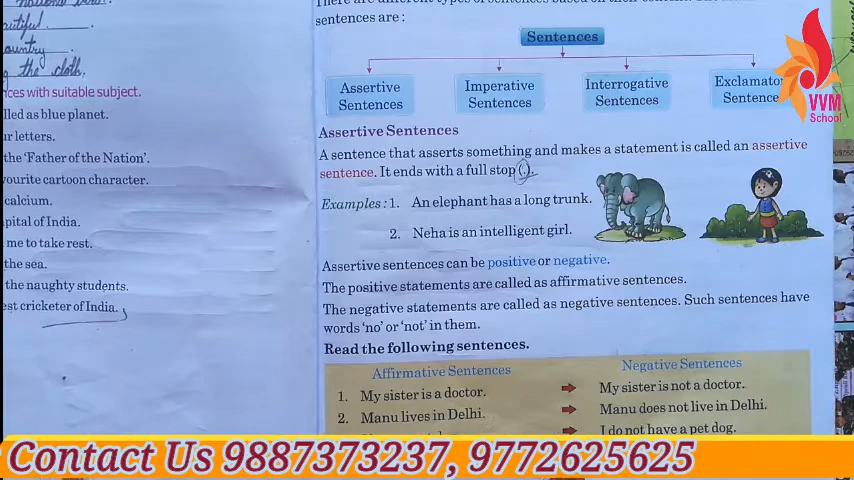 autiful.
ountry
the cloth,
ces with suitable subject.
lled as blue planet.
ur letters.
the 'Father of the Nation'.
vourite cartoon character.
calcium.
pital of India.
me to take rest.
the sea.
the naughty students.
est cricketer of India.
sentences are :
Sentences
Assertive Sentences
Imperative Sentences
Interrogative Sentences
Exclamato
Sentence
Assertive Sentences
A sentence that asserts something and makes a statement is called an assertive
sentence. It ends with a full stop (.).
Examples : 1. An elephant has a long trunk.
2. Neha is an intelligent girl.
Assertive sentences can be positive or negative.
The positive statements are called as affirmative sentences.
The negative statements are called as negative sentences. Such sentences have
words 'no' or 'not' in them.
Read the following sentences.
Affirmative Sentences Negative Sentences
1. My sister is a doctor. My sister is not a doctor.
2. Manu lives in Delhi. Manu does not live in Delhi.
I do not have a pet dog.
VVM
School
Contact Us 9887373237, 9772625625